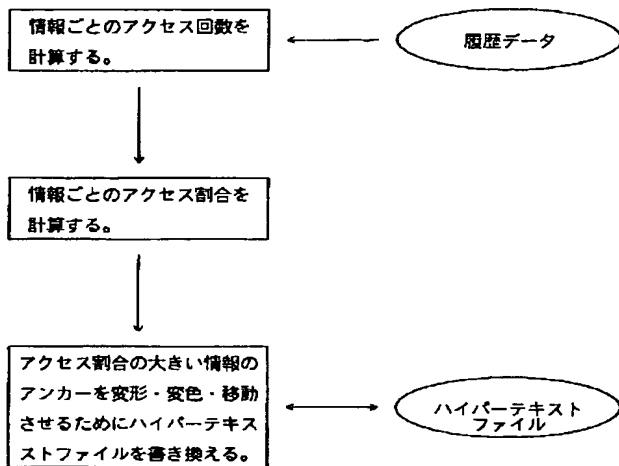 情報ごとのアクセス回数を
計算する。
履歴データ
情報ごとのアクセス割合を
計算する。
アクセス割合の大きい情報の
アンカーを変形・変色・移動
させるためにハイパーテキス
ストファイルを書き換える。
ハイパーテキスト
ファイル